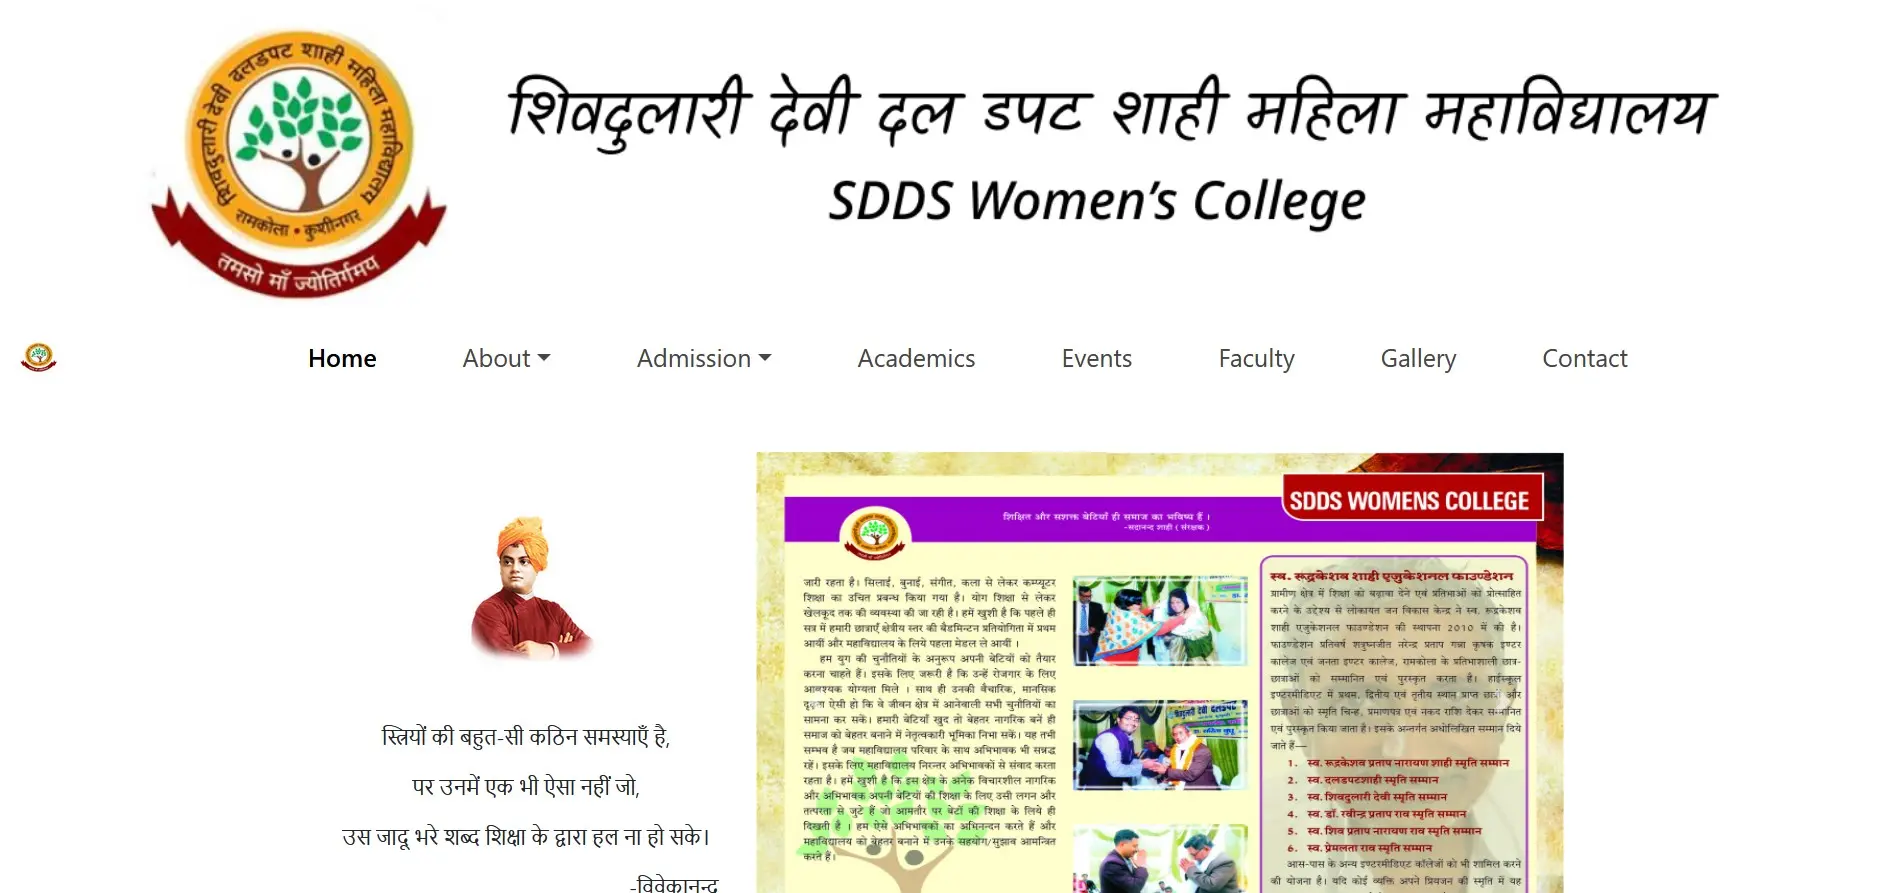 शिवदुलारी देवी दलडपट शाही महिला महाविद्यालय
रामकोला • कुशीनगर
तमसो माँ ज्योतिर्गमय
शिवदुलारी देवी दल डपट शाही महिला महाविद्यालय
SDDS Women's College
Home
About
Admission
Academics
Events
Faculty
Gallery
Contact
स्त्रियों की बहुत-सी कठिन समस्याएँ है,
पर उनमें एक भी ऐसा नहीं जो,
उस जादू भरे शब्द शिक्षा के द्वारा हल ना हो सके।
-विवेकानन्द
SDDS WOMENS COLLEGE
शिक्षित और सशक्त बेटियाँ ही समाज का भविष्य हैं ।
-सदानन्द शाही ( संरक्षक )
जारी रहता है। सिलाई, बुनाई, संगीत, कला से लेकर कम्प्यूटर
शिक्षा का उचित प्रबन्ध किया गया है। योग शिक्षा से लेकर
खेलकूद तक की व्यवस्था की जा रही है। हमें खुशी है कि पहले ही
सत्र में हमारी छात्राएँ क्षेत्रीय स्तर की बैडमिन्टन प्रतियोगिता में प्रथम
आयीं और महाविद्यालय के लिये पहला मेडल ले आयीं ।
हम युग की चुनौतियों के अनुरूप अपनी बेटियों को तैयार
करना चाहते हैं। इसके लिए जरूरी है कि उन्हें रोजगार के लिए
आवश्यक योग्यता मिले । साथ ही उनकी वैचारिक, मानसिक
दृढ़ता ऐसी हो कि वे जीवन क्षेत्र में आनेवाली सभी चुनौतियों का
सामना कर सकें। हमारी बेटियाँ खुद तो बेहतर नागरिक बनें ही
समाज को बेहतर बनाने में नेतृत्वकारी भूमिका निभा सकें। यह तभी
सम्भव है जब महाविद्यालय परिवार के साथ अभिभावक भी सन्नद्ध
रहें। इसके लिए महाविद्यालय निरन्तर अभिभावकों से संवाद करता
रहता है। हमें खुशी है कि इस क्षेत्र के अनेक विचारशील नागरिक
और अभिभावक अपनी बेटियों की शिक्षा के लिए उसी लगन और
तत्परता से जुटे हैं जो आमतौर पर बेटों की शिक्षा के लिये ही
दिखती है । हम ऐसे अभिभावकों का अभिनन्दन करते हैं और
महाविद्यालय को बेहतर बनाने में उनके सहयोग/सुझाव आमन्त्रित
करते हैं।
स्व. रूद्रकेशव शाही एजुकेशनल फाउण्डेशन
ग्रामीण क्षेत्र में शिक्षा को बढ़ावा देने एवं प्रतिभाओं को प्रोत्साहित
करने के उद्देश्य से लोकायत जन विकास केन्द्र ने स्व. रूद्रकेशव
शाही एजुकेशनल फाउण्डेशन की स्थापना 2010 में की है।
फाउण्डेशन प्रतिवर्ष शत्रुघ्नजीत नरेन्द्र प्रताप गन्ना कृषक इण्टर
कालेज एवं जनता इण्टर कालेज, रामकोला के प्रतिभाशाली छात्र-
छात्राओं को सम्मानित एवं पुरस्कृत करता है। हाईस्कूल
इण्टरमीडिएट में प्रथम, द्वितीय एवं तृतीय स्थान प्राप्त छात्रों और
छात्राओं को स्मृति चिन्ह, प्रमाणपत्र एवं नकद राशि देकर सम्मानित
एवं पुरस्कृत किया जाता है। इसके अन्तर्गत अधोलिखित सम्मान दिये
जाते हैं—
1. स्व. रूद्रकेशव प्रताप नारायण शाही स्मृति सम्मान
2. स्व. दलडपटशाही स्मृति सम्मान
3. स्व. शिवदुलारी देवी स्मृति सम्मान
4. स्व. डॉ. रवीन्द्र प्रताप राव स्मृति सम्मान
5. स्व. शिव प्रताप नारायण राव स्मृति सम्मान
6. स्व. प्रेमलता राव स्मृति सम्मान
आस-पास के अन्य इण्टरमीडिएट कॉलेजों को भी शामिल करने
की योजना है। यदि कोई व्यक्ति अपने प्रियजन की स्मृति में यह